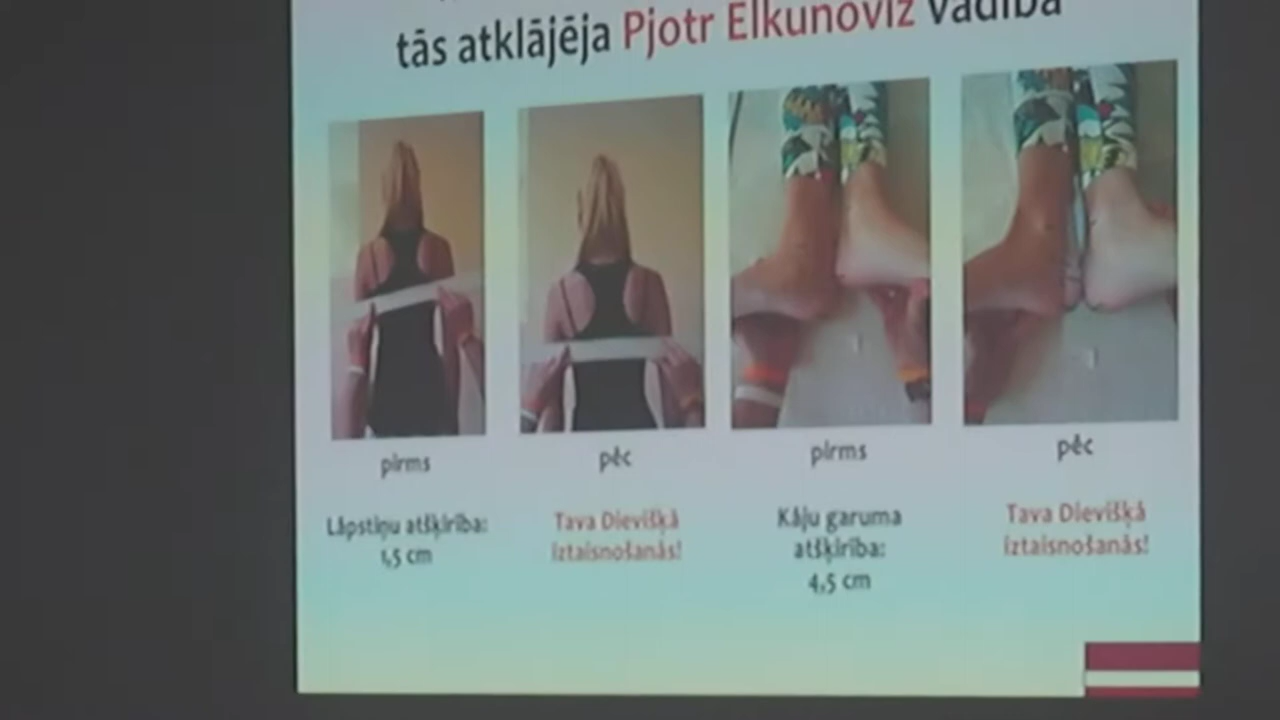 tās atklājēja Pjotr Elkunoviz vadībā
pirms
pēc
pirms
pēc
Lāpstiņu atšķirība:
1,5 cm
Tava Dievišķā
iztaisnošanās!
Kāju garuma
atšķirība:
4,5 cm
Tava Dievišķā
iztaisnošanās!